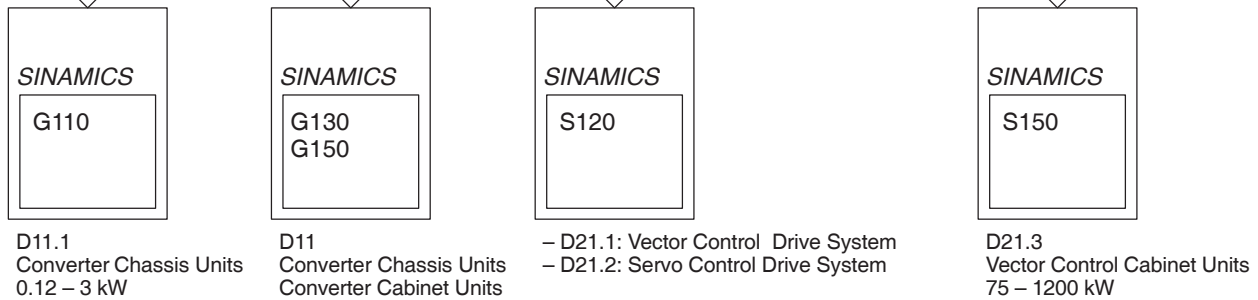 SINAMICS
G110
D11.1
Converter Chassis Units
0.12 – 3 kW
SINAMICS
G130
G150
D11
Converter Chassis Units
Converter Cabinet Units
SINAMICS
S120
– D21.1: Vector Control Drive System
– D21.2: Servo Control Drive System
SINAMICS
S150
D21.3
Vector Control Cabinet Units
75 – 1200 kW